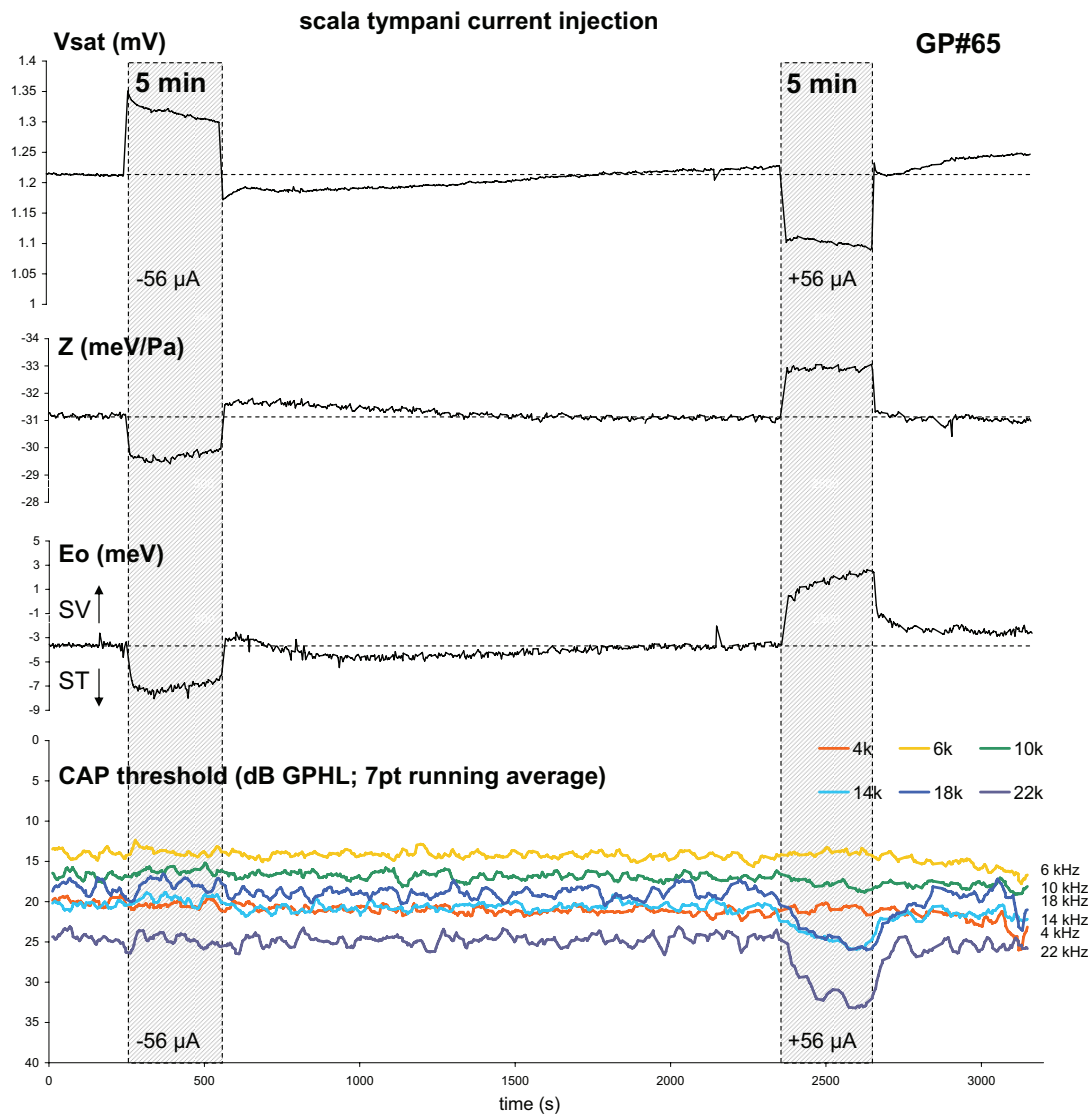 scala tympani current injection
Vsat (mV)
GP#65
5 min
5 min
1.4
1.35
1.3
1.25
1.2
1.15
1.1
1.05
1
-56 µA
+56 µA
Z (meV/Pa)
-34
-33
-32
-31
-30
-29
-28
Eo (meV)
5
3
1
-1
-3
-5
-7
-9
SV
ST
CAP threshold (dB GPHL; 7pt running average)
4k 6k 10k
14k 18k 22k
0
5
10
15
20
25
30
35
40
6 kHz
10 kHz
18 kHz
14 kHz
4 kHz
22 kHz
-56 µA
+56 µA
0 500 1000 1500 2000 2500 3000
time (s)